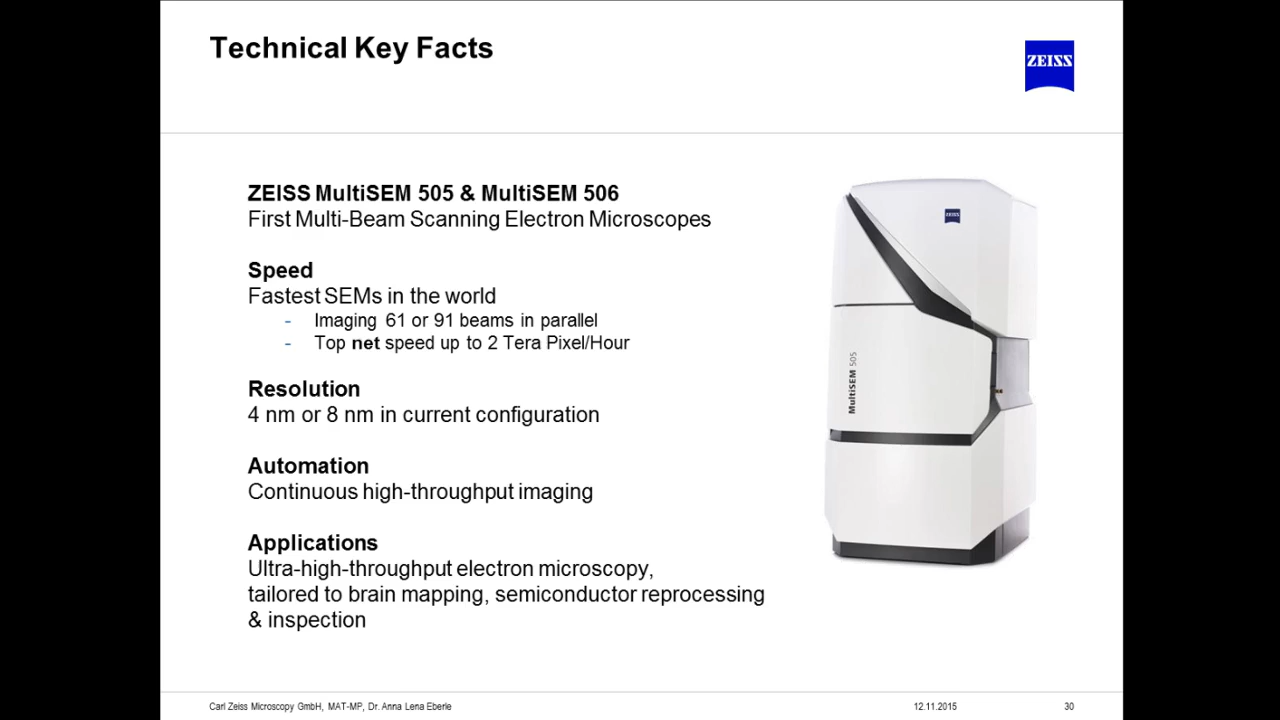 Technical Key Facts
ZEISS
ZEISS MultiSEM 505 & MultiSEM 506
First Multi-Beam Scanning Electron Microscopes
Speed
Fastest SEMs in the world
- Imaging 61 or 91 beams in parallel
- Top net speed up to 2 Tera Pixel/Hour
Resolution
4 nm or 8 nm in current configuration
Automation
Continuous high-throughput imaging
Applications
Ultra-high-throughput electron microscopy,
tailored to brain mapping, semiconductor reprocessing
& inspection
ZEISS
MultiSEM 505
Carl Zeiss Microscopy GmbH, MAT-MP, Dr. Anna Lena Eberle
12.11.2015
30